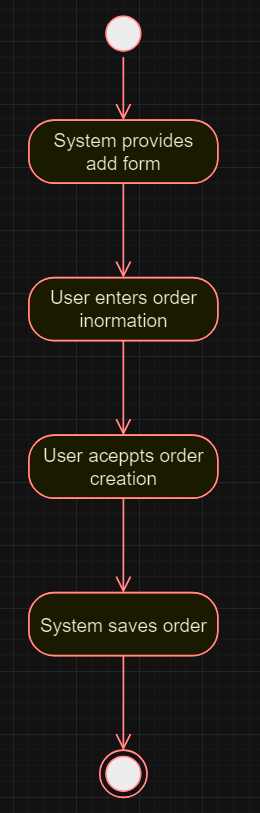 System provides
add form
User enters order
inormation
User aceppts order
creation
System saves order